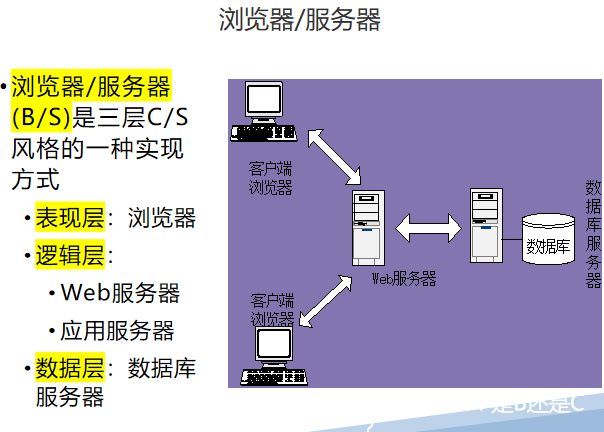 浏览器/服务器
•浏览器/服务器
(B/S)是三层C/S
风格的一种实现
方式
•表现层：浏览器
•逻辑层：
•Web服务器
•应用服务器
•数据层：数据库
服务器
客户端
浏览器
Web服务器
数据库
数据库服务器
客户端
浏览器
是B还是C